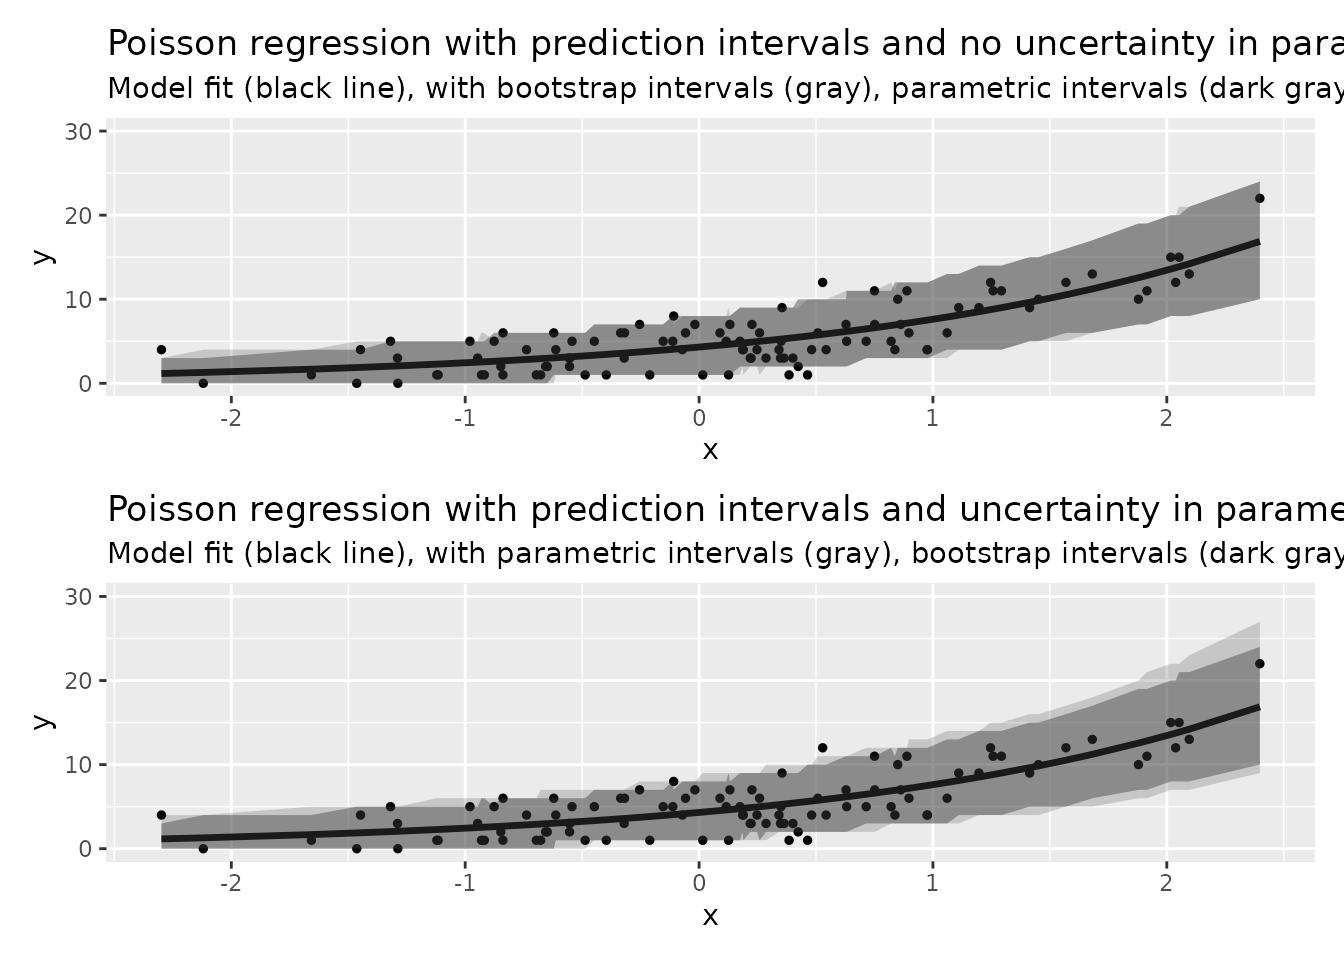 Poisson regression with prediction intervals and no uncertainty in
Model fit (black line), with bootstrap intervals (gray), parametric intervals (dark gray
30
20
10
0
y
-2
-1
0
1
2
x
Poisson regression with prediction intervals and uncertainty in
Model fit (black line), with parametric intervals (gray), bootstrap intervals (dark gray
30
20
10
0
y
-2
-1
0
1
2
x